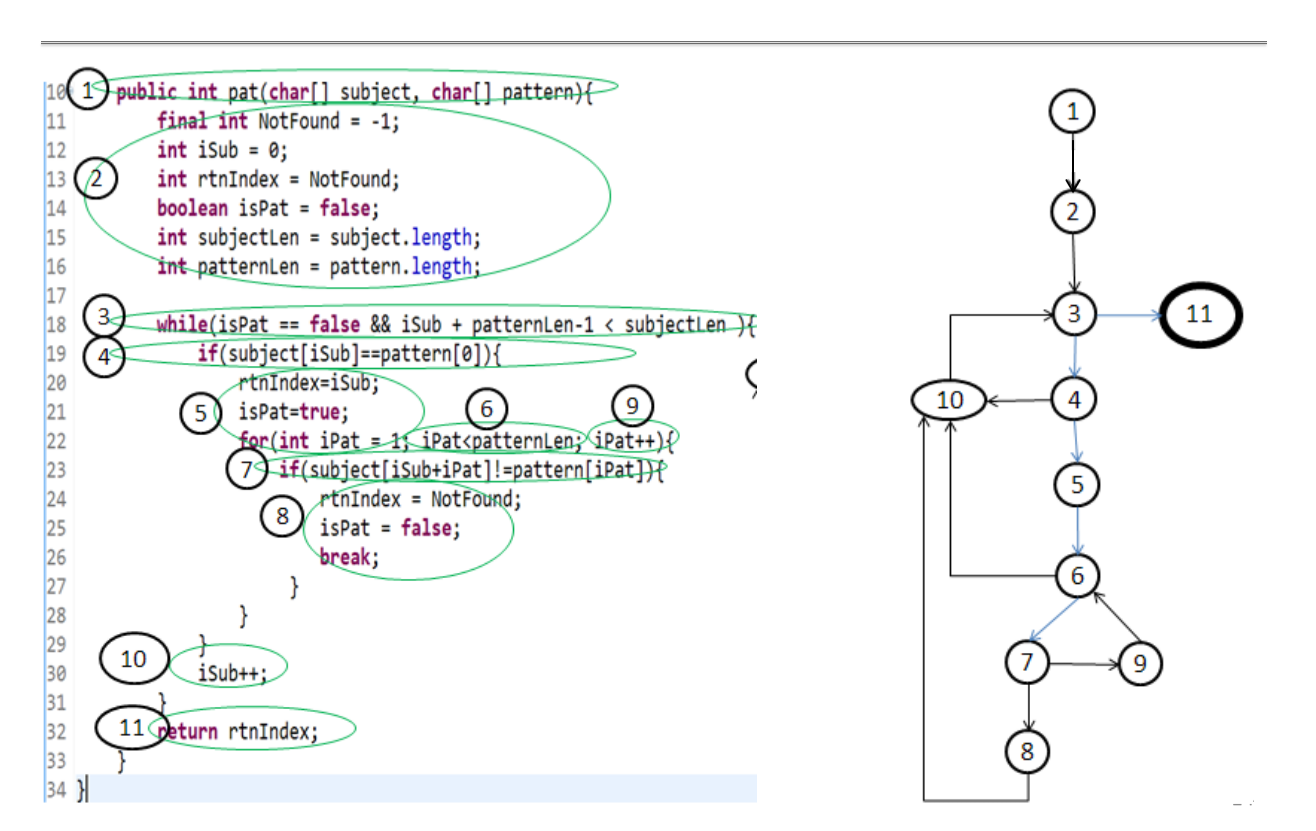 10 1 public int pat(char[] subject, char[] pattern){
11 final int NotFound = -1;
12 int iSub = 0;
13 2 int rtnIndex = NotFound;
14 boolean isPat = false;
15 int subjectLen = subject.length;
16 int patternLen = pattern.length;
17
18 3 while(isPat == false && iSub + patternLen-1 < subjectLen ){
19 4 if(subject[iSub]==pattern[0]){
20 rtnIndex=iSub;
21 5 isPat=true; 6 9
22 for(int iPat = 1; iPat<patternLen; iPat++){
23 7 if(subject[iSub+iPat]!=pattern[iPat]){
24 rtnIndex = NotFound;
25 8 isPat = false;
26 break;
27 }
28 }
29 }
30 10 iSub++;
31 }
32 11 return rtnIndex;
33 }
34 }
1
2
3 11
10 4
5
6
7 9
8